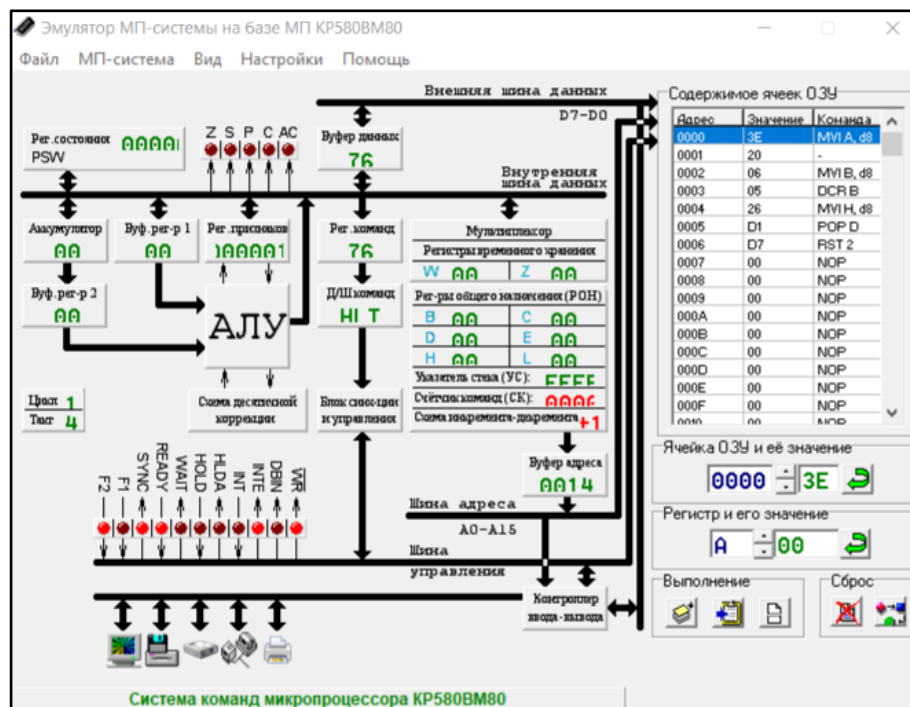 Эмулятор МП-системы на базе МП КР580ВМ80
Файл МП-система Вид Настройки Помощь
Внешняя шина данных
D7-D0
Рег.состояния
PSW
Z S P C AC
Буфер данных
76
Внутренняя
шина данных
Аккумулятор
00
Буф.рег-р 1
00
Рег.признаков
Рег.команд
76
Буф.рег-р 2
00
АЛУ
Д/Ш команд
HLT
Мультиплексор
Регистры временного хранения
W 00 Z 00
Рег-ры общего назначения (РОН)
B 00 C 00
D 00 E 00
H 00 L 00
Указатель стека (УС):
Счётчик команд (СК):
Схема инкремента-декремента
+1
Цикл 1
Такт 4
Схема десятичной
коррекции
Блок синх-ции
и управления
F2 F1 SYNC READY WAIT HOLD HLDA INT INTE DBIN WR
Буфер адреса
0014
Шина адреса
A0-A15
Шина
управления
Контроллер
ввода-вывода
Система команд микропроцессора КР580ВМ80
Содержимое ячеек ОЗУ
Адрес Значение Команда
0000 3E MVI A, d8
0001 20 -
0002 06 MVI B, d8
0003 05 DCR B
0004 26 MVI H, d8
0005 D1 POP D
0006 D7 RST 2
0007 00 NOP
0008 00 NOP
0009 00 NOP
000A 00 NOP
000B 00 NOP
000C 00 NOP
000D 00 NOP
000E 00 NOP
000F 00 NOP
0010 00 NOP
Ячейка ОЗУ и её значение
0000 3E
Регистр и его значение
A 00
Выполнение
Сброс